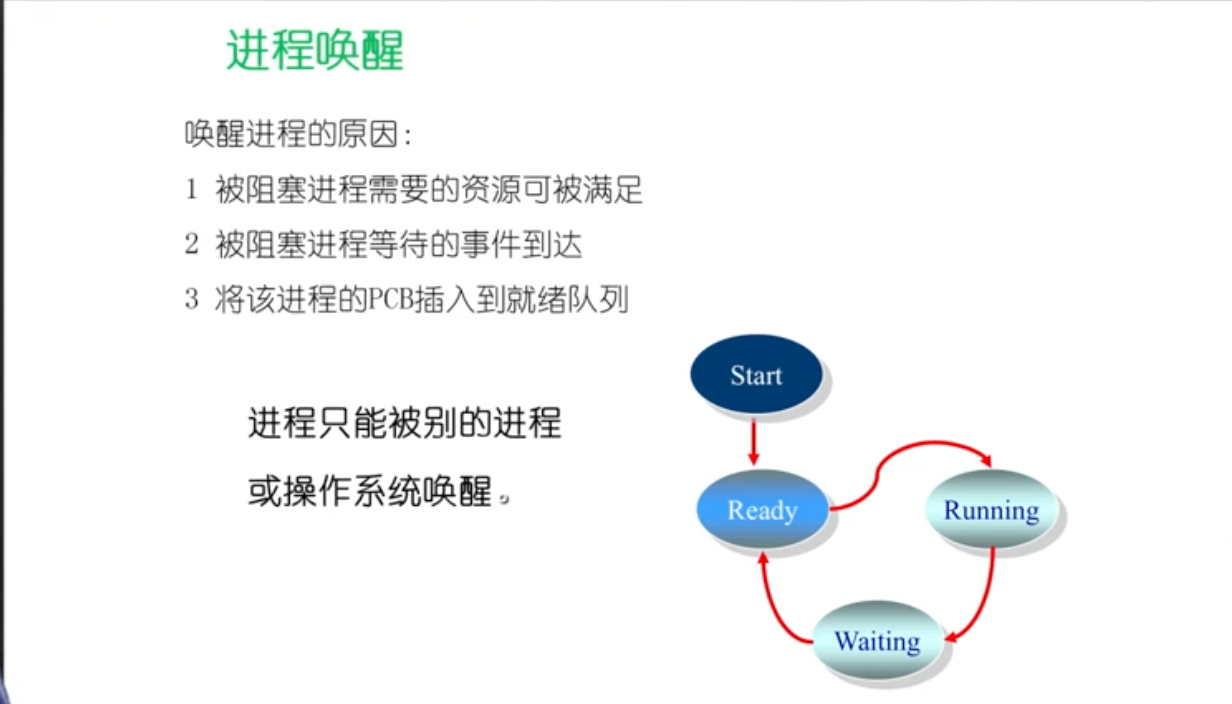 进程唤醒
唤醒进程的原因:
1 被阻塞进程需要的资源可被满足
2 被阻塞进程等待的事件到达
3 将该进程的PCB插入到就绪队列
进程只能被别的进程
或操作系统唤醒。
Start
Ready
Running
Waiting